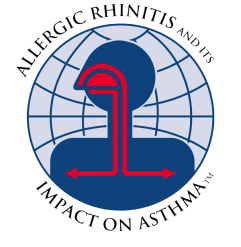 ALLERGIC RHINITIS AND ITS
IMPACT ON ASTHMA™